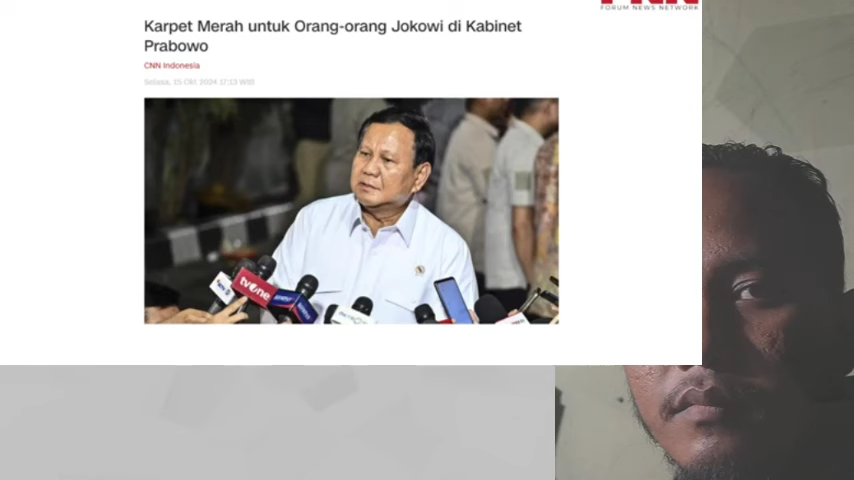 FORUM NEWS NETWORK
Karpet Merah untuk Orang-orang Jokowi di Kabinet
Prabowo
CNN Indonesia
Selasa, 15 Okt 2024 17:13 WIB
tvOne